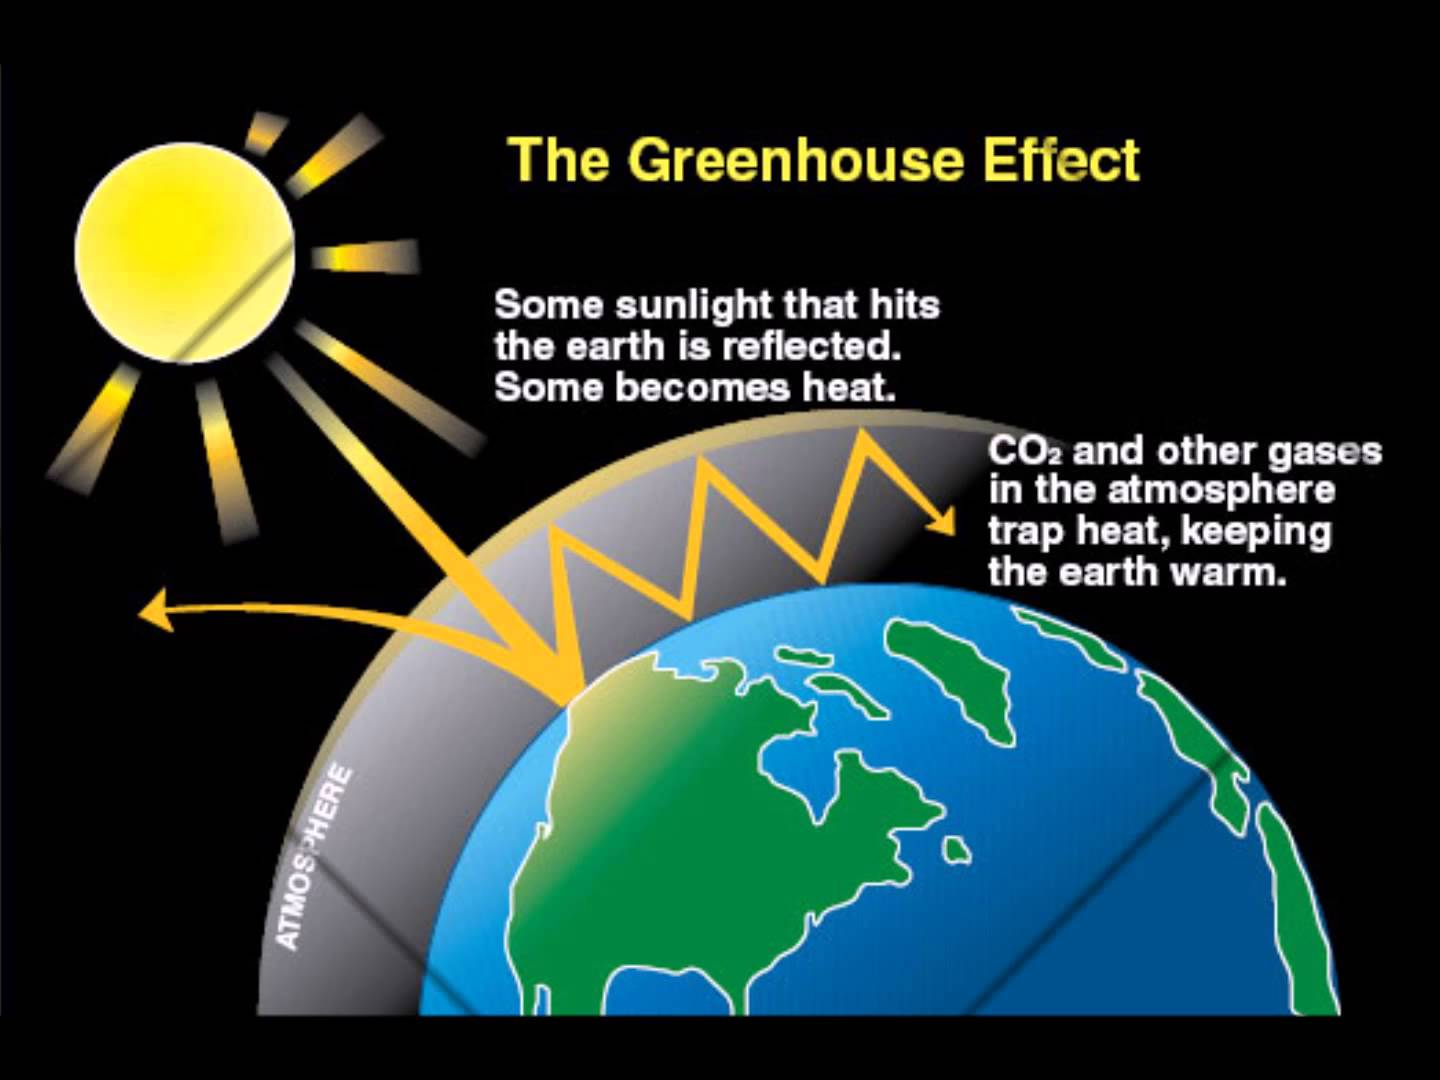 The Greenhouse Effect
Some sunlight that hits
the earth is reflected.
Some becomes heat.
CO₂ and other gases
in the atmosphere
trap heat, keeping
the earth warm.
ATMOSPHERE